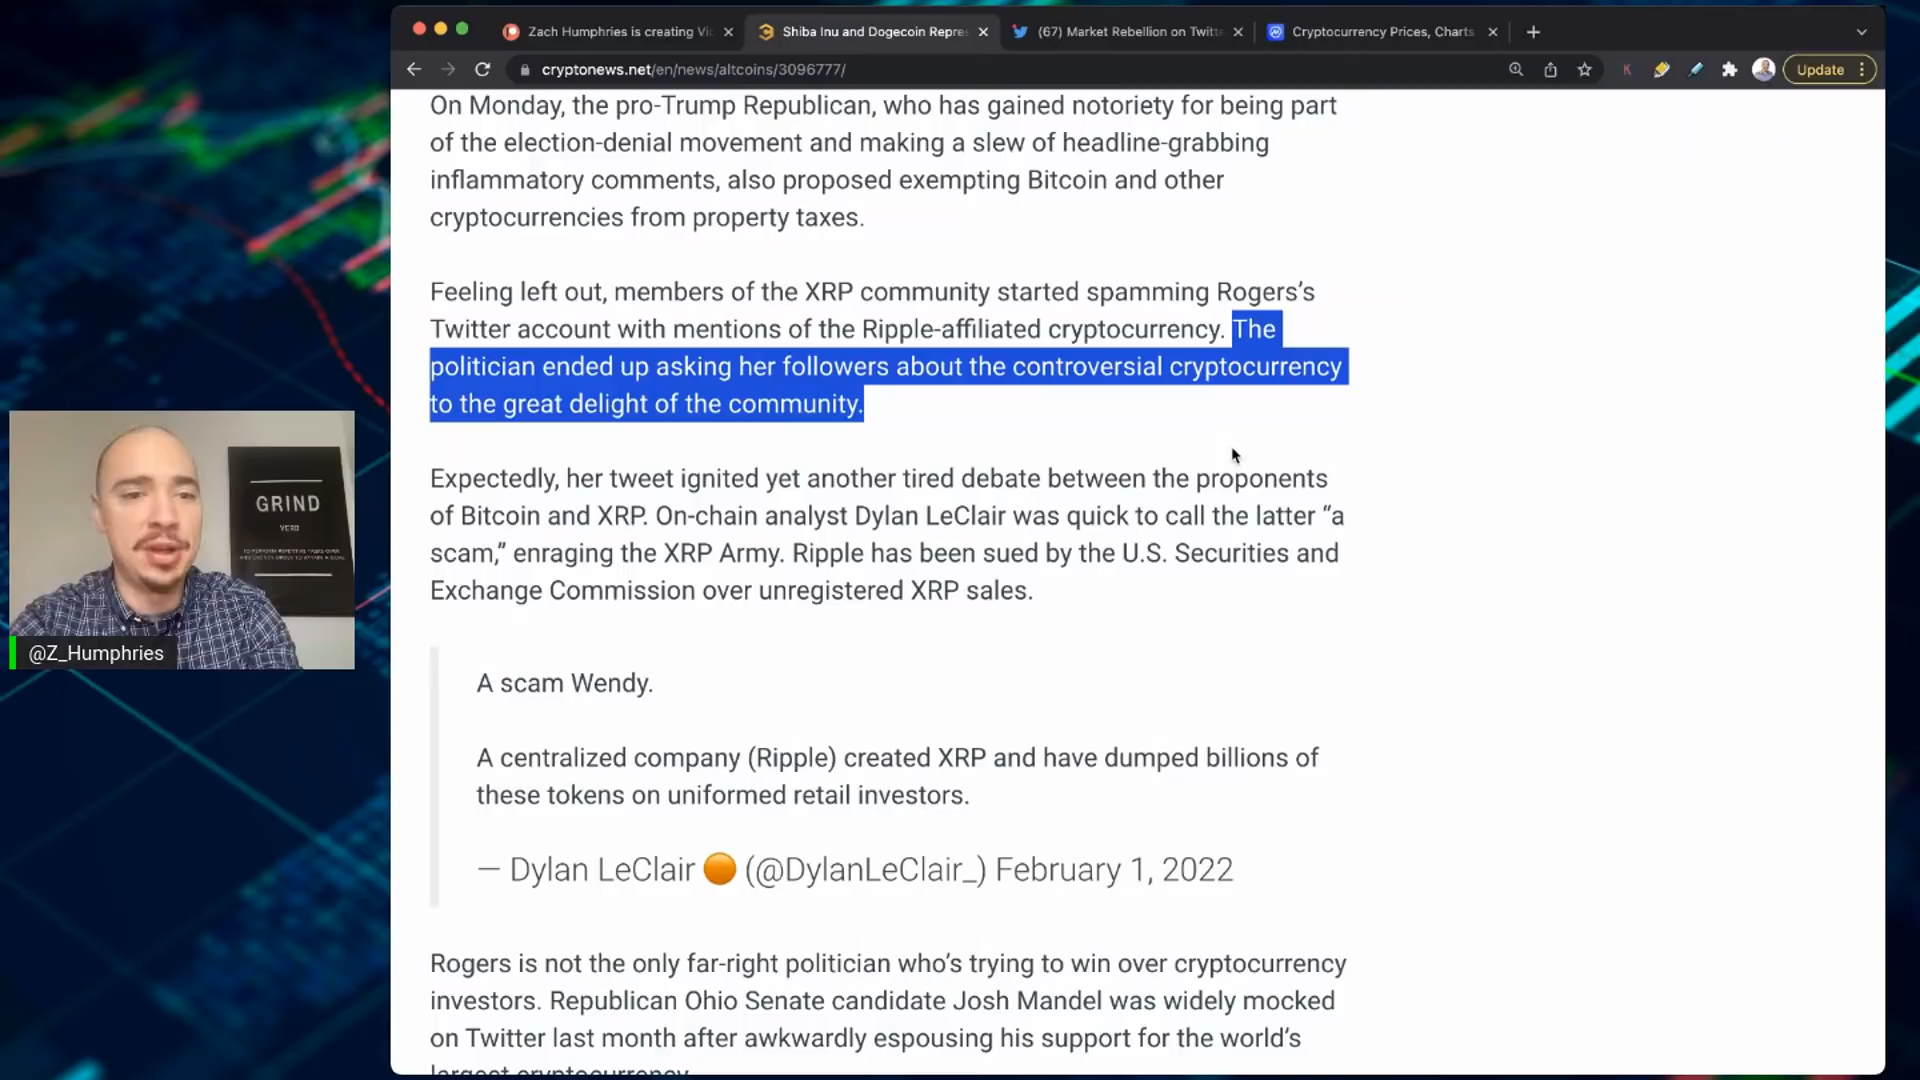 Zach Humphries is creating Vi
Shiba Inu and Dogecoin Repre
(67) Market Rebellion on Twitt
Cryptocurrency Prices, Charts
cryptonews.net/en/news/altcoins/3096777/
Update
On Monday, the pro-Trump Republican, who has gained notoriety for being part
of the election-denial movement and making a slew of headline-grabbing
inflammatory comments, also proposed exempting Bitcoin and other
cryptocurrencies from property taxes.
Feeling left out, members of the XRP community started spamming Rogers’s
Twitter account with mentions of the Ripple-affiliated cryptocurrency. The
politician ended up asking her followers about the controversial cryptocurrency
to the great delight of the community.
Expectedly, her tweet ignited yet another tired debate between the proponents
of Bitcoin and XRP. On-chain analyst Dylan LeClair was quick to call the latter “a
scam,” enraging the XRP Army. Ripple has been sued by the U.S. Securities and
Exchange Commission over unregistered XRP sales.
A scam Wendy.
A centralized company (Ripple) created XRP and have dumped billions of
these tokens on uniformed retail investors.
— Dylan LeClair 🟠 (@DylanLeClair_) February 1, 2022
Rogers is not the only far-right politician who’s trying to win over cryptocurrency
investors. Republican Ohio Senate candidate Josh Mandel was widely mocked
on Twitter last month after awkwardly espousing his support for the world’s
largest cryptocurrency.
GRIND
VERB
@Z_Humphries